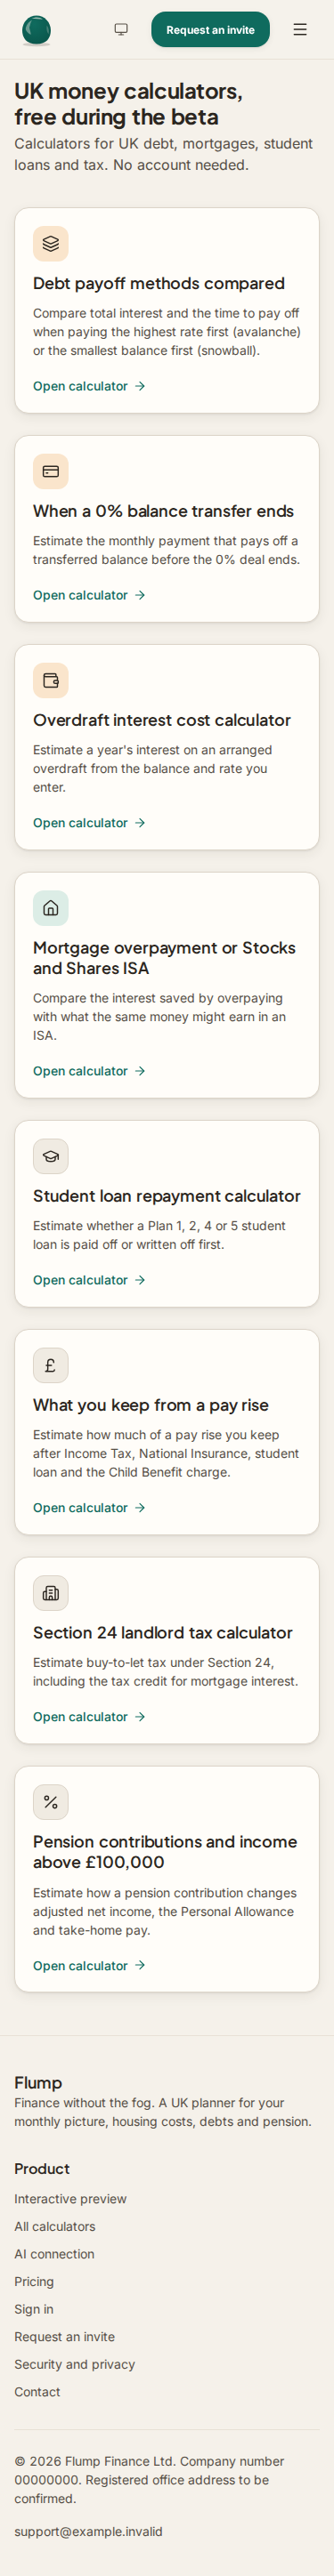 Request an invite
UK money calculators,
free during the beta
Calculators for UK debt, mortgages, student
loans and tax. No account needed.
Debt payoff methods compared
Compare total interest and the time to pay off
when paying the highest rate first (avalanche)
or the smallest balance first (snowball).
Open calculator →
When a 0% balance transfer ends
Estimate the monthly payment that pays off a
transferred balance before the 0% deal ends.
Open calculator →
Overdraft interest cost calculator
Estimate a year's interest on an arranged
overdraft from the balance and rate you
enter.
Open calculator →
Mortgage overpayment or Stocks
and Shares ISA
Compare the interest saved by overpaying
with what the same money might earn in an
ISA.
Open calculator →
Student loan repayment calculator
Estimate whether a Plan 1, 2, 4 or 5 student
loan is paid off or written off first.
Open calculator →
£
What you keep from a pay rise
Estimate how much of a pay rise you keep
after Income Tax, National Insurance, student
loan and the Child Benefit charge.
Open calculator →
Section 24 landlord tax calculator
Estimate buy-to-let tax under Section 24,
including the tax credit for mortgage interest.
Open calculator →
%
Pension contributions and income
above £100,000
Estimate how a pension contribution changes
adjusted net income, the Personal Allowance
and take-home pay.
Open calculator →
Flump
Finance without the fog. A UK planner for your
monthly picture, housing costs, debts and pension.
Product
Interactive preview
All calculators
AI connection
Pricing
Sign in
Request an invite
Security and privacy
Contact
© 2026 Flump Finance Ltd. Company number
00000000. Registered office address to be
confirmed.
support@example.invalid